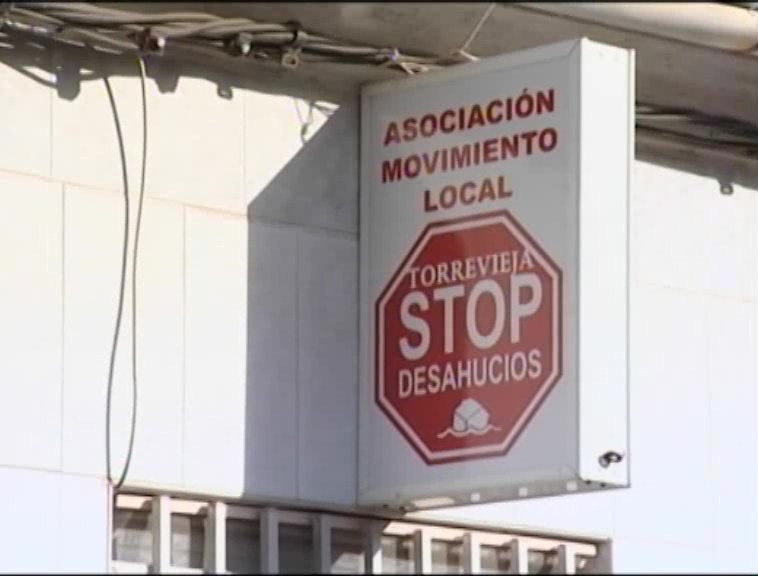 ASOCIACIÓN
MOVIMIENTO
LOCAL
TORREVIEJA
STOP
DESAHUCIOS